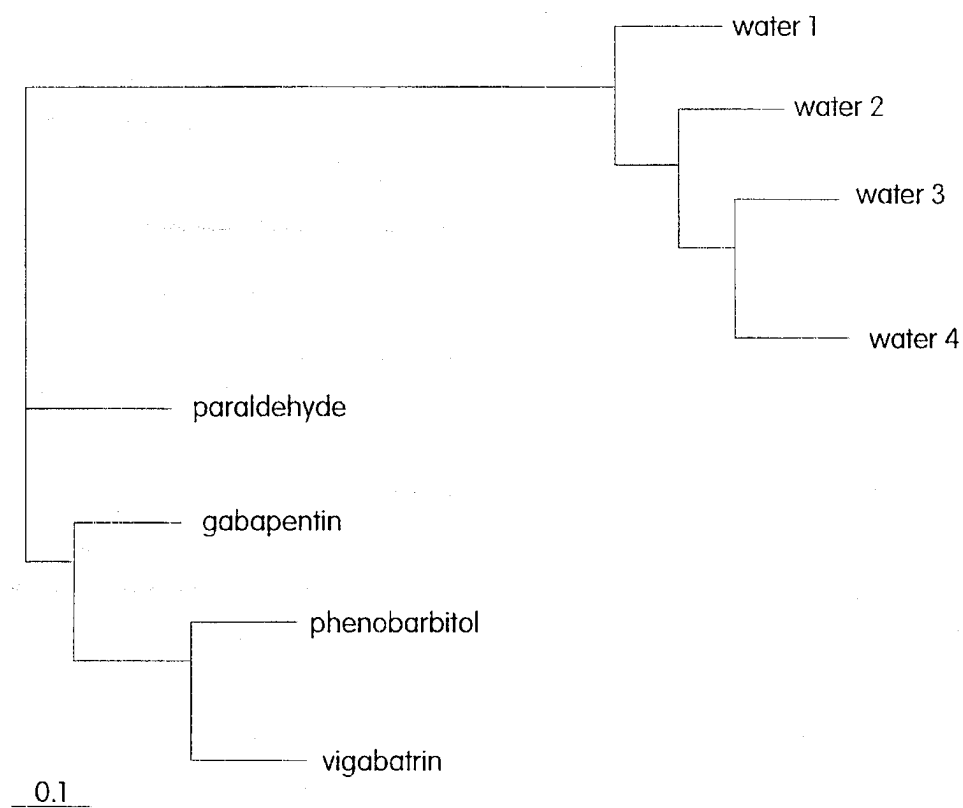 water 1
water 2
water 3
water 4
paraldehyde
gabapentin
phenobarbitol
vigabatrin
0.1